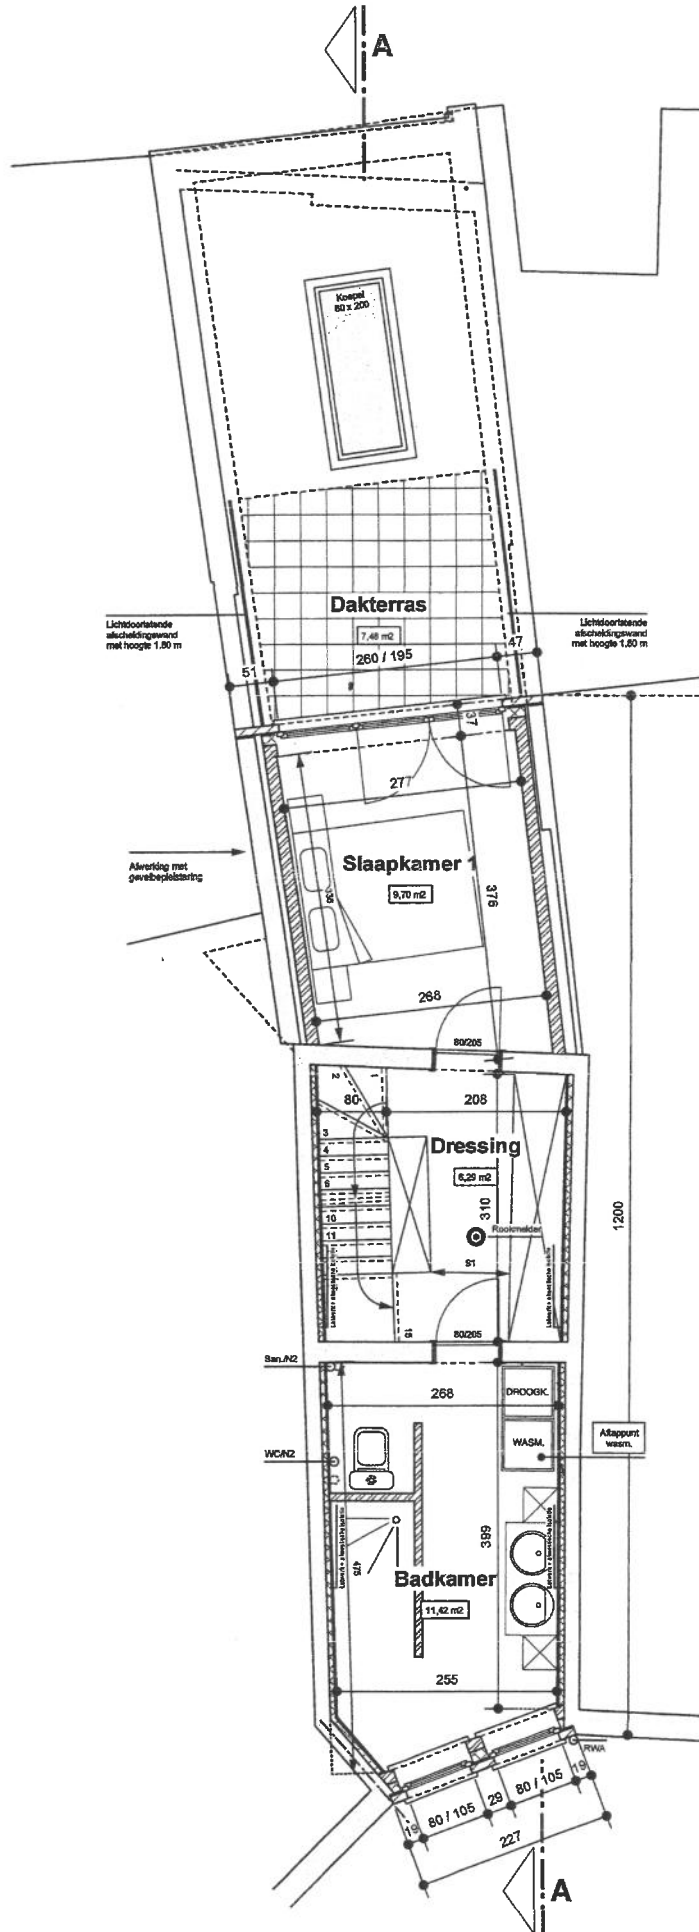 A
Koepel
80 x 200
Dakterras
7,48 m2
Lichtdoorlatende
afscheidingswand
met hoogte 1,80 m
Lichtdoorlatende
afscheidingswand
met hoogte 1,80 m
51
260 / 195
47
37
277
Afwerking met
gevelbepleistering
Slaapkamer 1
9,70 m2
376
268
80/205
1
2
80
208
3
4
5
6
10
11
15
Dressing
6,29 m2
310
Rookmelder
91
1200
80/205
San./N2
268
DROOGK.
WASM.
Aftappunt
wasm.
WC/N2
399
475
Badkamer
11,42 m2
255
RWA
19
80 / 105
29
80 / 105
19
227
A